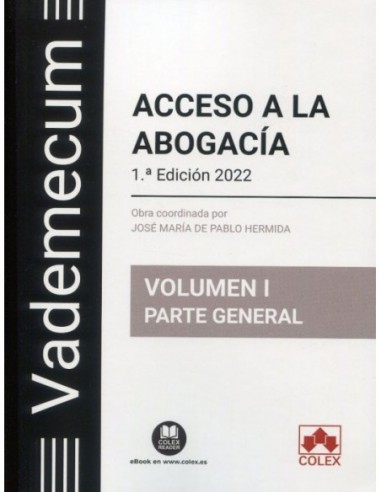 Vademecum
ACCESO A LA
ABOGACÍA
1.ª Edición 2022
Obra coordinada por
JOSÉ MARÍA DE PABLO HERMIDA
VOLUMEN I
PARTE GENERAL
COLEX
READER
eBook en www.colex.es
COLEX